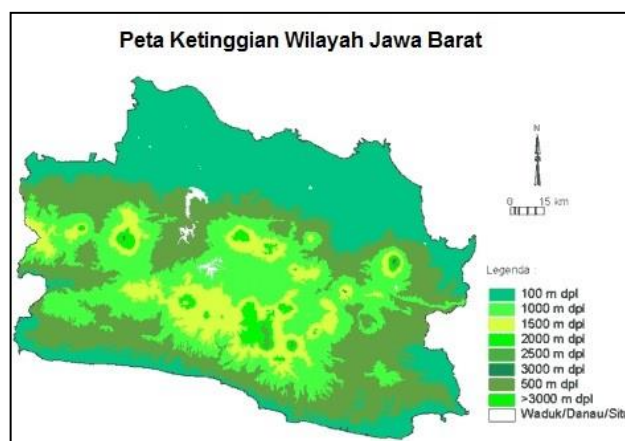 Peta Ketinggian Wilayah Jawa Barat
N
0 15 km
Legenda :
100 m dpl
1000 m dpl
1500 m dpl
2000 m dpl
2500 m dpl
3000 m dpl
500 m dpl
>3000 m dpl
Waduk/Danau/Situ